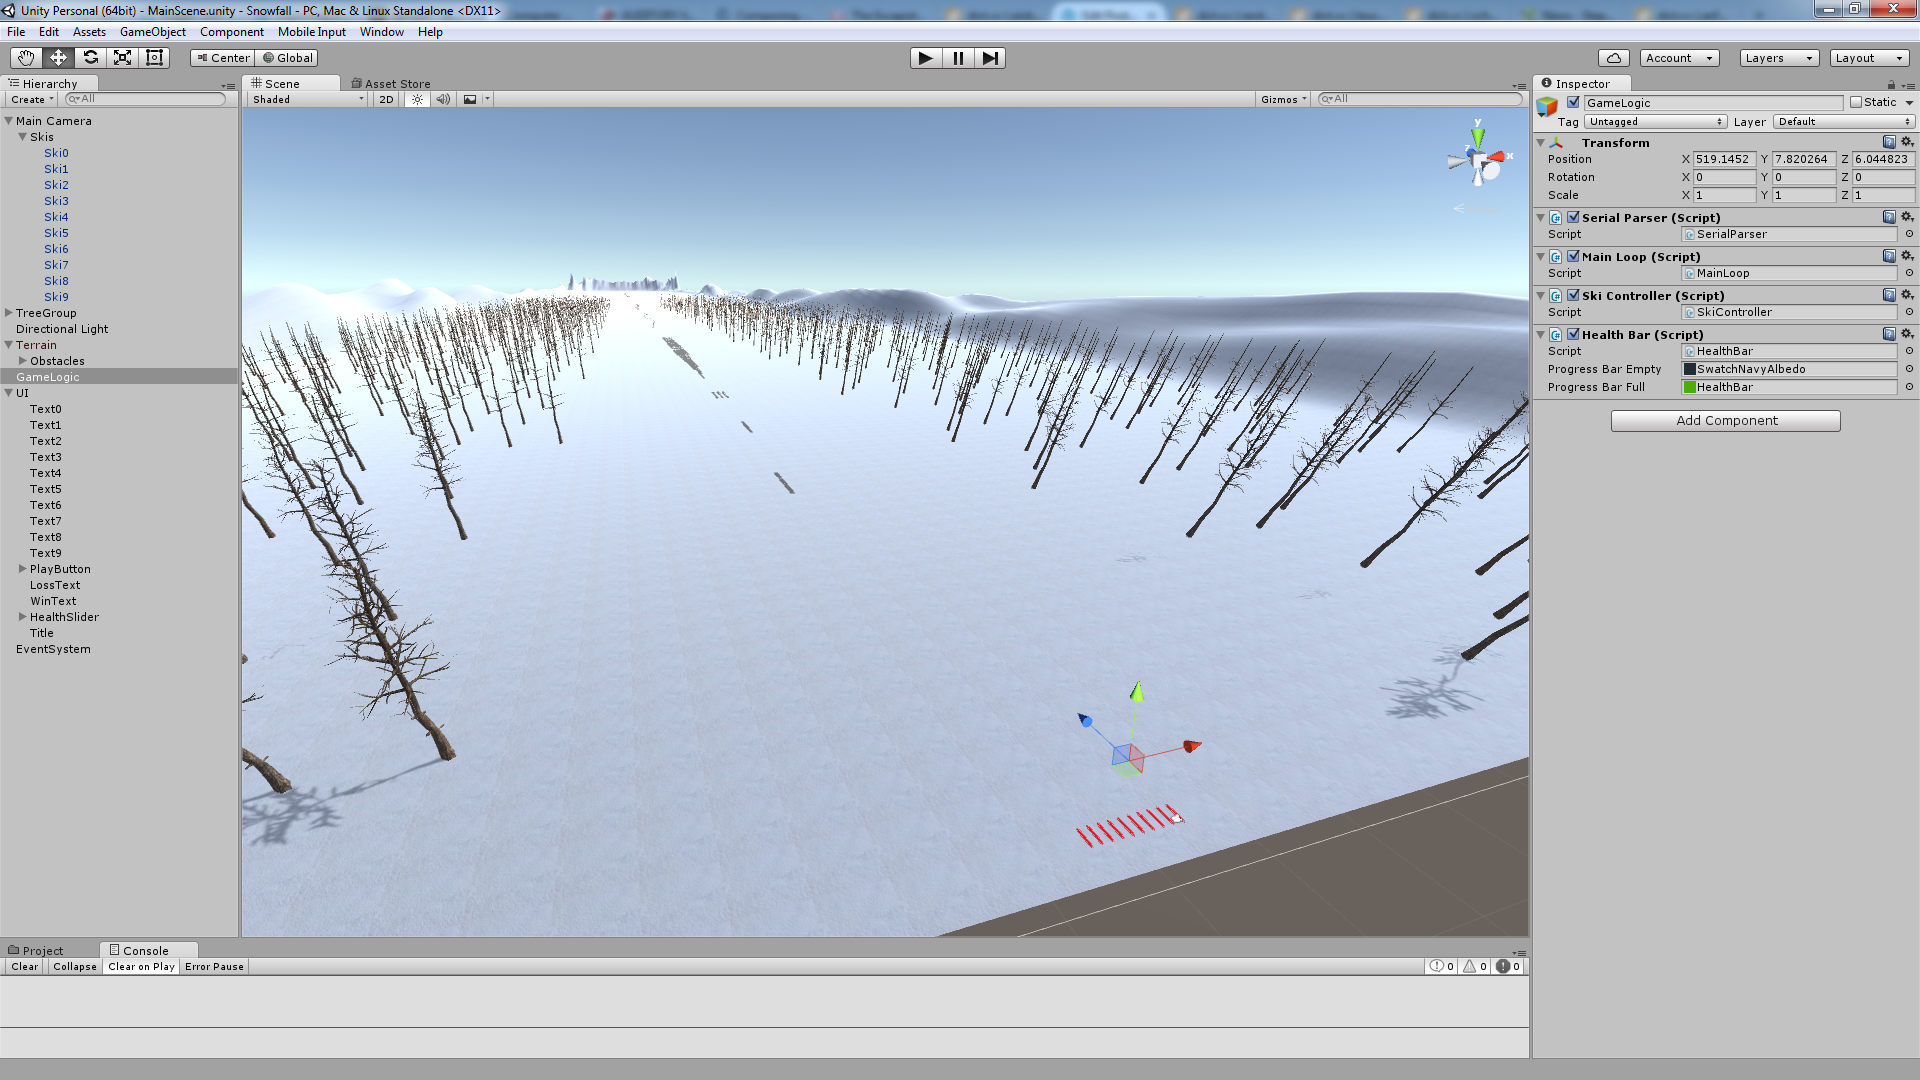 Unity Personal (64bit) - MainScene.unity - Snowfall - PC, Mac & Linux Standalone <DX11>
File Edit Assets GameObject Component Mobile Input Window Help
Center Global Account Layers Layout
Hierarchy
Create All
Main Camera
Skis
Ski0
Ski1
Ski2
Ski3
Ski4
Ski5
Ski6
Ski7
Ski8
Ski9
TreeGroup
Directional Light
Terrain
Obstacles
GameLogic
UI
Text0
Text1
Text2
Text3
Text4
Text5
Text6
Text7
Text8
Text9
PlayButton
LossText
WinText
HealthSlider
Title
EventSystem
Scene Asset Store
Shaded 2D Gizmos All
y
z
x
Inspector
GameLogic Static
Tag Untagged Layer Default
Transform
Position X 519.1452 Y 7.820264 Z 6.044823
Rotation X 0 Y 0 Z 0
Scale X 1 Y 1 Z 1
Serial Parser (Script)
Script SerialParser
Main Loop (Script)
Script MainLoop
Ski Controller (Script)
Script SkiController
Health Bar (Script)
Script HealthBar
Progress Bar Empty SwatchNavyAlbedo
Progress Bar Full HealthBar
Add Component
Project Console
Clear Collapse Clear on Play Error Pause 0 0 0